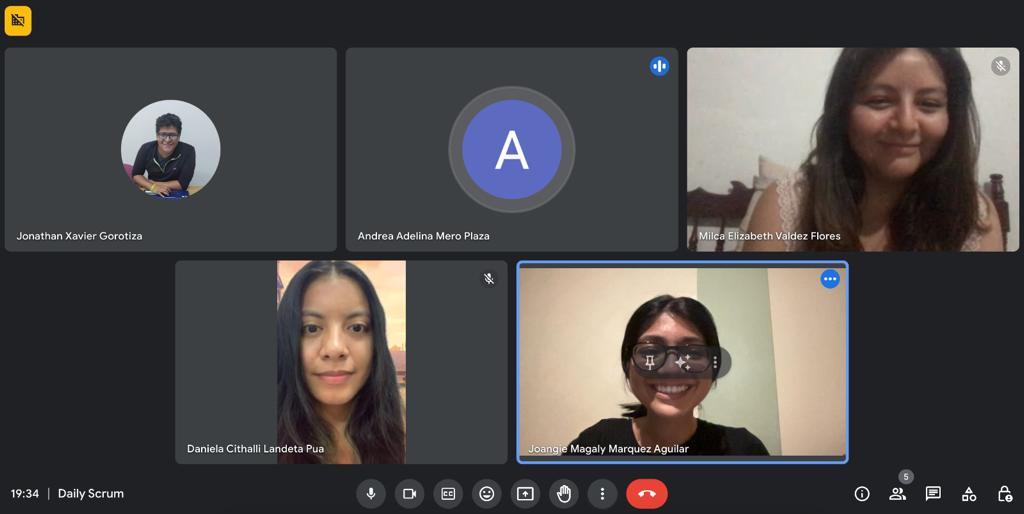 A
Jonathan Xavier Gorotiza
Andrea Adelina Mero Plaza
Milca Elizabeth Valdez Flores
Daniela Cithalli Landeta Pua
Joangie Magaly Marquez Aguilar
5
19:34 | Daily Scrum
CC